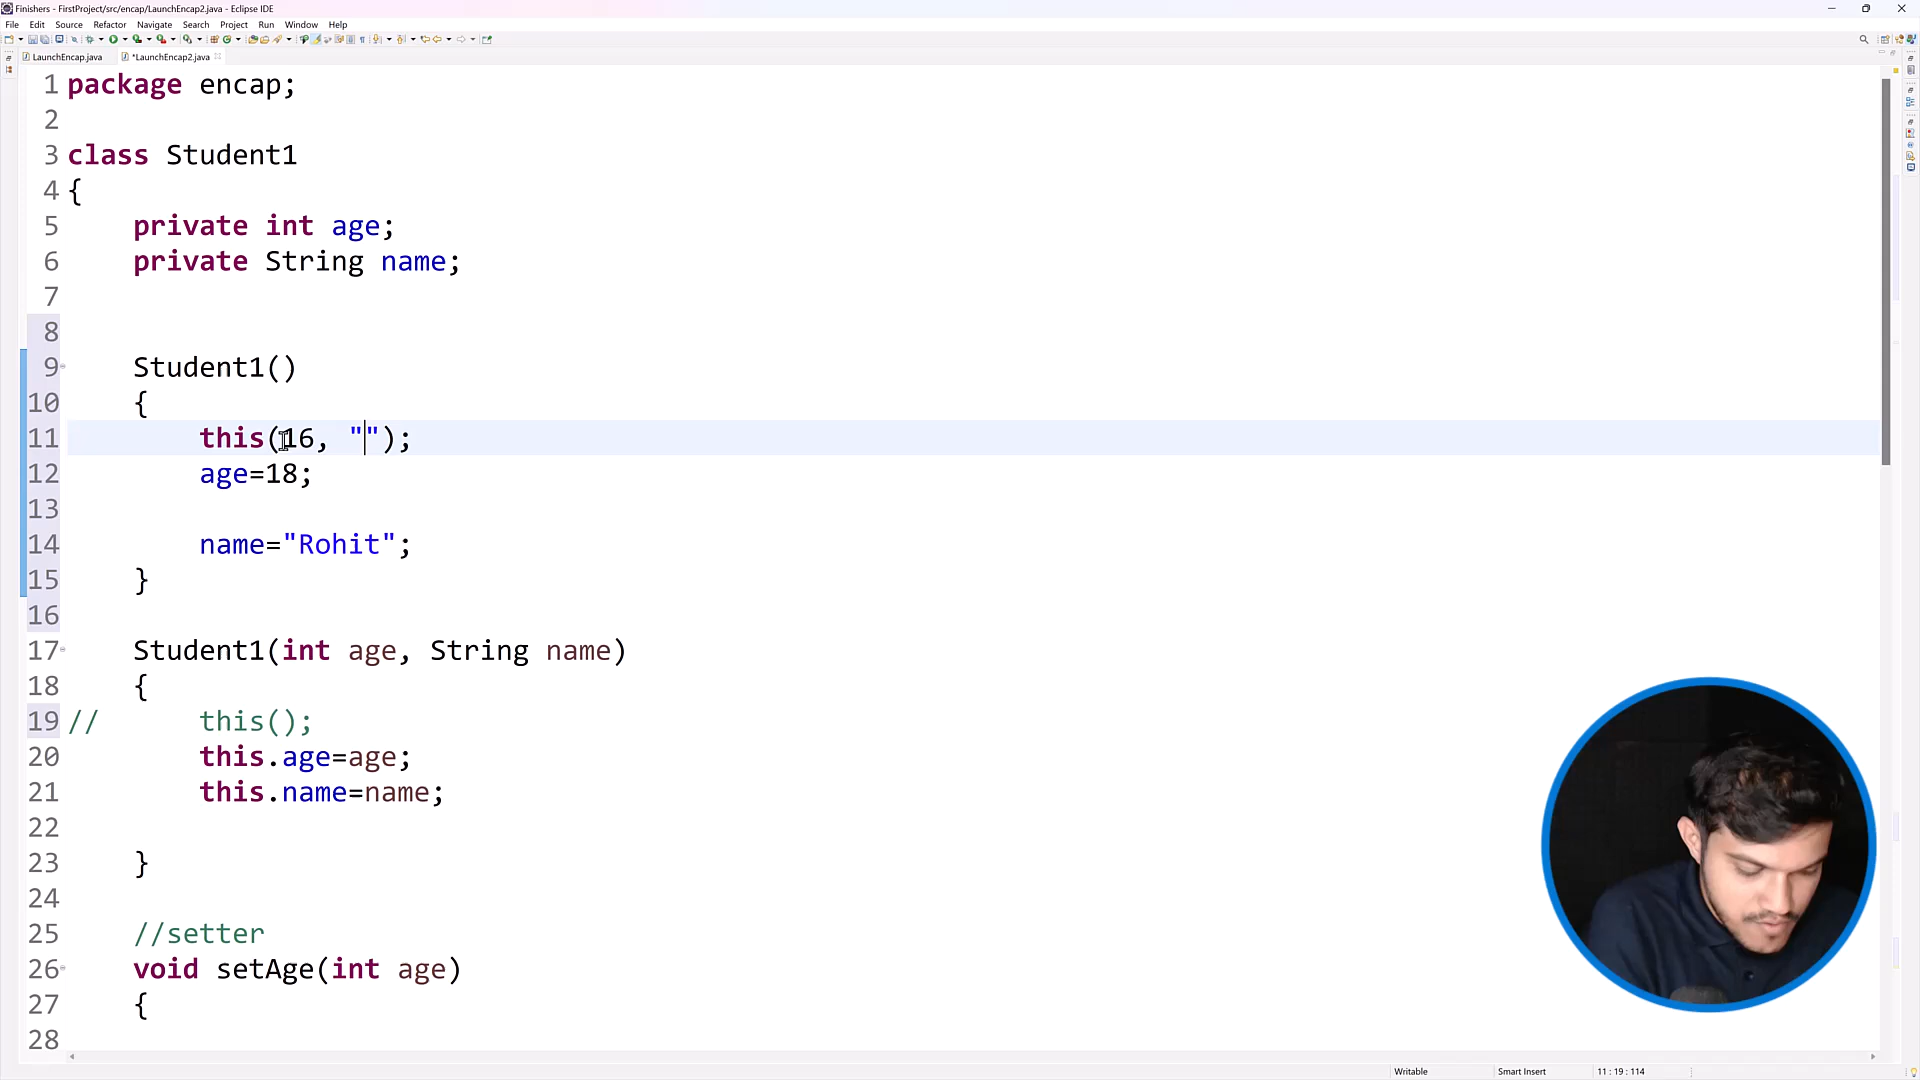 Finishers - FirstProject/src/encap/LaunchEncap2.java - Eclipse IDE
File Edit Source Refactor Navigate Search Project Run Window Help
LaunchEncap.java *LaunchEncap2.java
1 package encap;
2
3 class Student1
4 {
5 private int age;
6 private String name;
7
8
9 Student1()
10 {
11 this(16, "");
12 age=18;
13
14 name="Rohit";
15 }
16
17 Student1(int age, String name)
18 {
19 // this();
20 this.age=age;
21 this.name=name;
22
23 }
24
25 //setter
26 void setAge(int age)
27 {
28
Writable Smart Insert 11 : 19 : 114